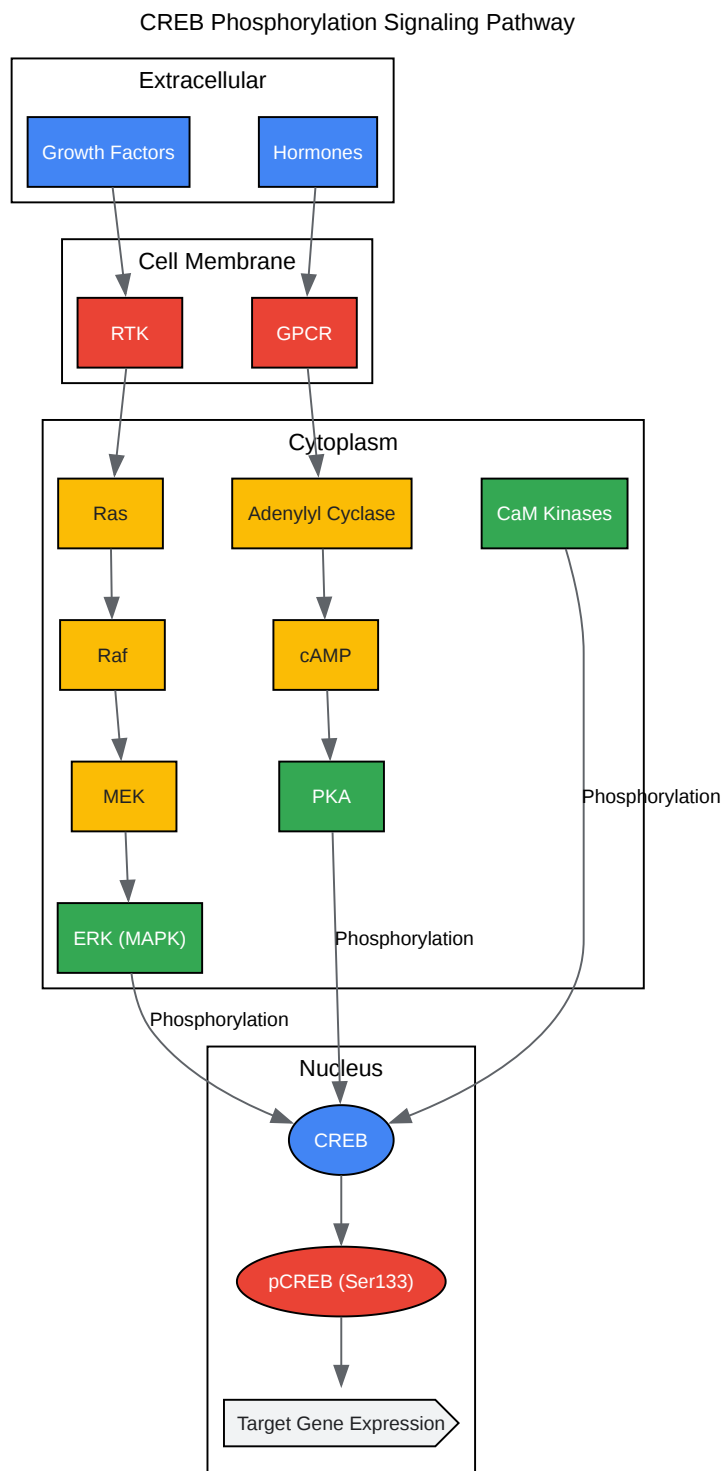 CREB Phosphorylation Signaling Pathway
Extracellular
Growth Factors
Hormones
Cell Membrane
RTK
GPCR
Cytoplasm
Ras
Adenylyl Cyclase
CaM Kinases
Raf
cAMP
MEK
PKA
Phosphorylation
ERK (MAPK)
Phosphorylation
Phosphorylation
Nucleus
CREB
pCREB (Ser133)
Target Gene Expression